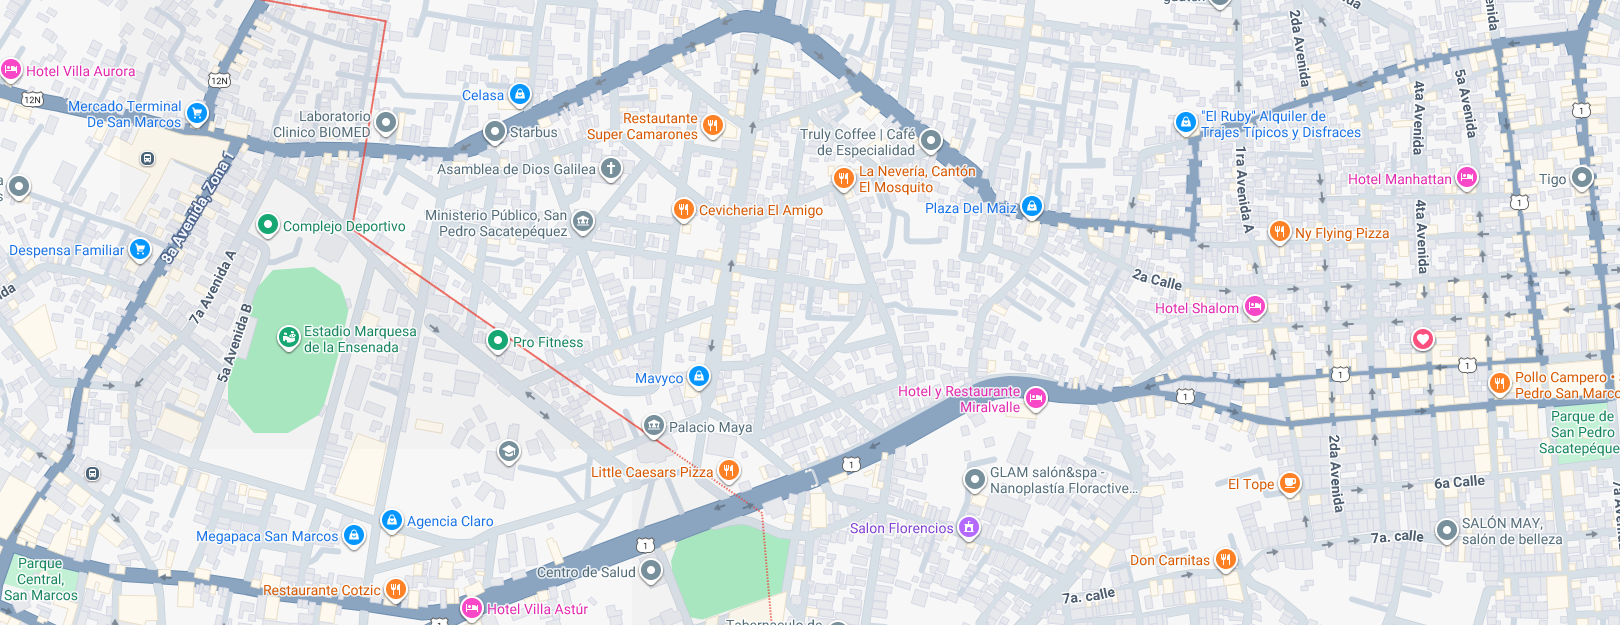 Hotel Villa Aurora
12N
12N
Mercado Terminal
De San Marcos
Laboratorio
Clinico BIOMED
Celasa
Starbus
Restautante
Super Camarones
Asamblea de Dios Galilea
Truly Coffee | Café
de Especialidad
La Nevería, Cantón
El Mosquito
"El Ruby" Alquiler de
Trajes Típicos y Disfraces
2da Avenida
Avenida
4ta Avenida
5a Avenida
1
Hotel Manhattan
Tigo
1
Complejo Deportivo
Ministerio Público, San
Pedro Sacatepéquez
Cevicheria El Amigo
Plaza Del Maiz
1ra Avenida A
Ny Flying Pizza
4ta Avenida
Despensa Familiar
8a Avenida, Zona 1
7a Avenida A
5a Avenida B
2a Calle
Hotel Shalom
Estadio Marquesa
de la Ensenada
Pro Fitness
Mavyco
Hotel y Restaurante
Miralvalle
1
1
1
Pollo Campero •
Pedro San Marco
Parque de
San Pedro
Sacatepéque
Palacio Maya
Little Caesars Pizza
1
GLAM salón&spa -
Nanoplastía Floractive...
El Tope
2da Avenida
6a Calle
Agencia Claro
Megapaca San Marcos
Salon Florencios
SALÓN MAY,
salón de belleza
7a. calle
Parque
Central,
San Marcos
Restaurante Cotzic
1
Centro de Salud
Don Carnitas
Hotel Villa Astúr
7a. calle
1